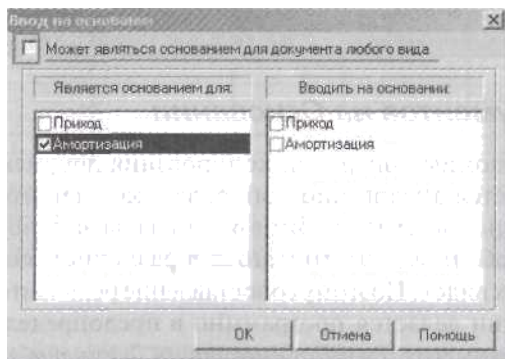 Ввод на основании
Может являться основанием для документа любого вида
Является основанием для:
Вводить на основании:
Приход
Амортизация
Приход
Амортизация
OK
Отмена
Помощь